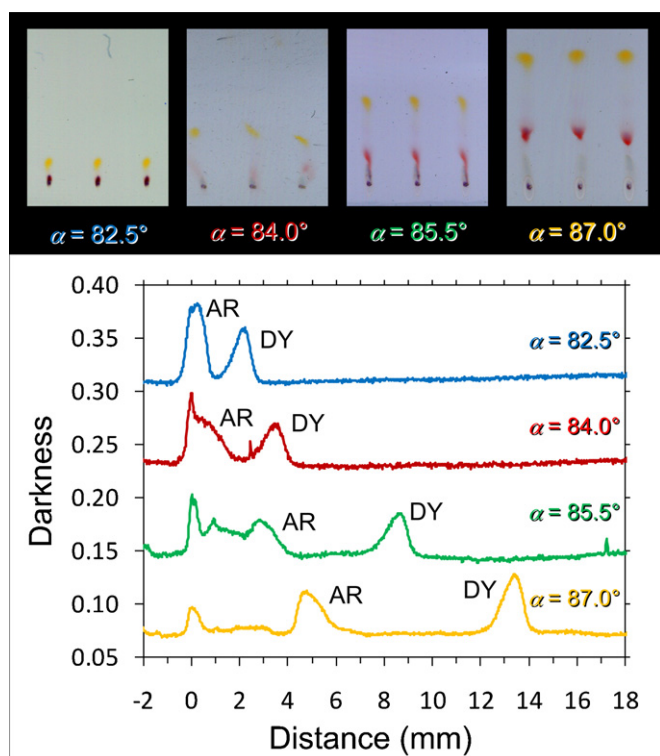 α = 82.5° α = 84.0° α = 85.5° α = 87.0°
0.40
AR
α = 82.5°
0.35
DY
0.30
α = 84.0°
AR
DY
0.25
0.20
α = 85.5°
DY
AR
0.15
α = 87.0°
DY
AR
0.10
0.05
Darkness
-2 0 2 4 6 8 10 12 14 16 18
Distance (mm)